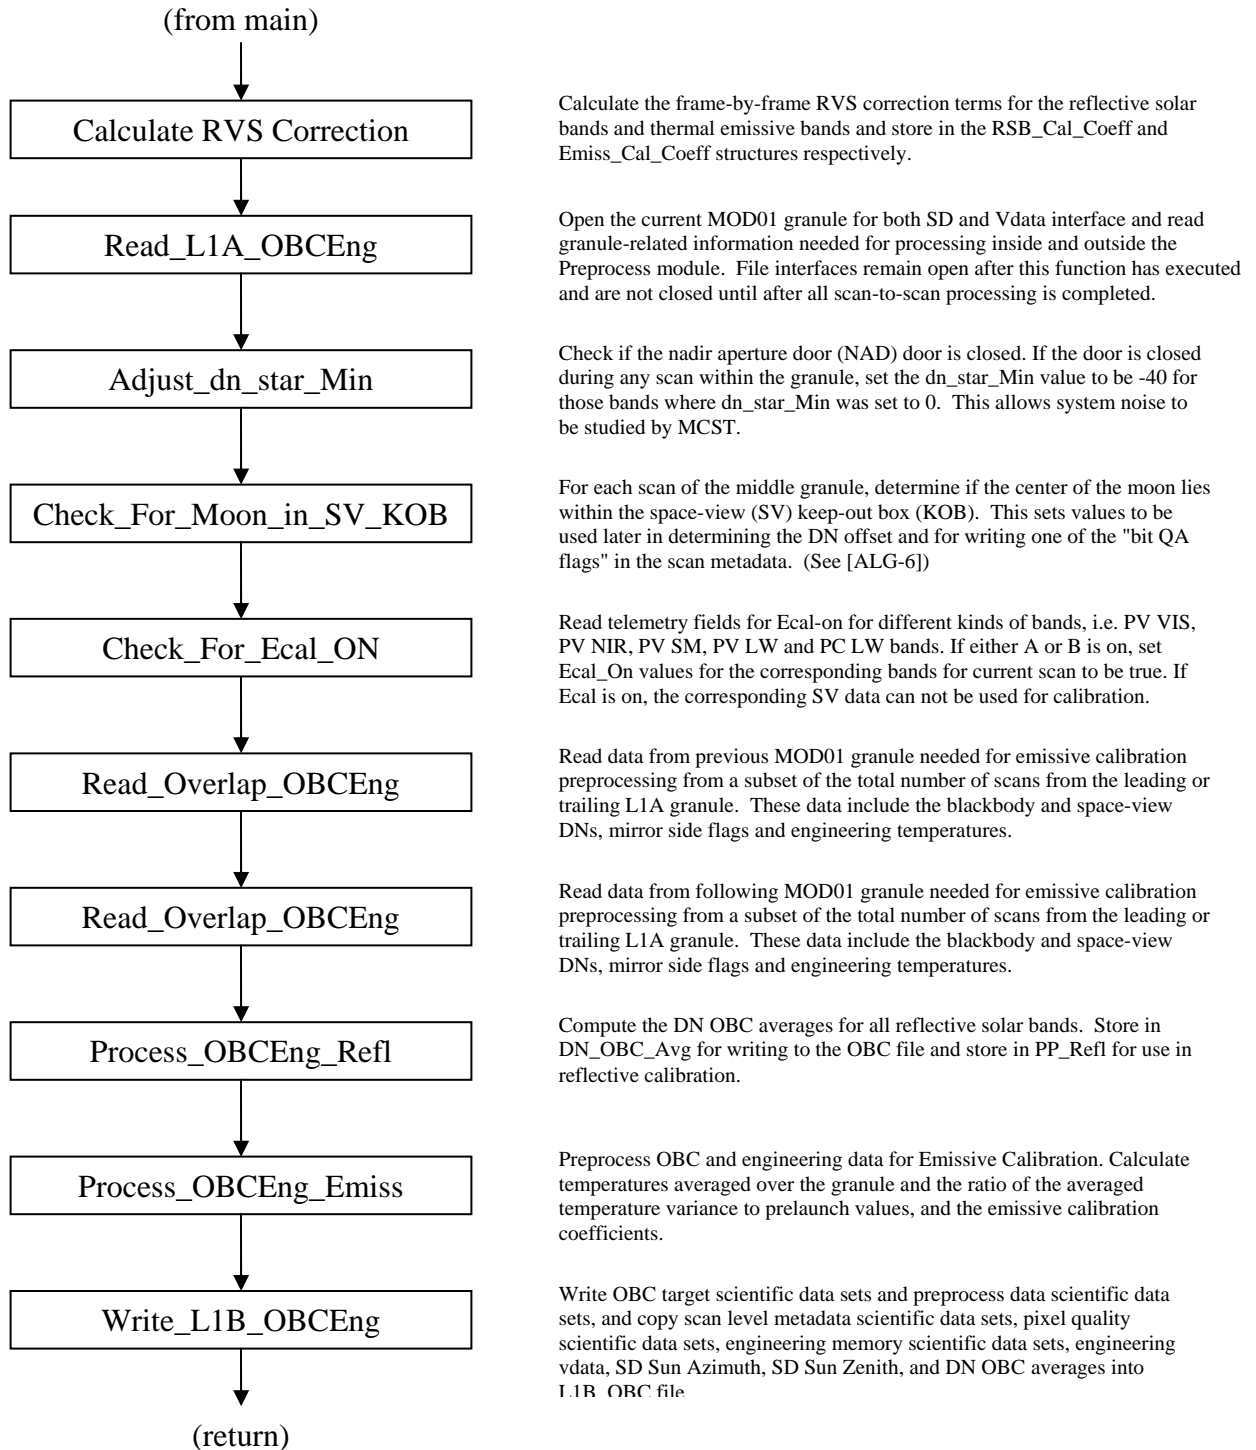 (from main)
Calculate RVS Correction
Calculate the frame-by-frame RVS correction terms for the reflective solar
bands and thermal emissive bands and store in the RSB_Cal_Coeff and
Emiss_Cal_Coeff structures respectively.
Read_L1A_OBCEng
Open the current MOD01 granule for both SD and Vdata interface and read
granule-related information needed for processing inside and outside the
Preprocess module.  File interfaces remain open after this function has executed
and are not closed until after all scan-to-scan processing is completed.
Adjust_dn_star_Min
Check if the nadir aperture door (NAD) door is closed. If the door is closed
during any scan within the granule, set the dn_star_Min value to be -40 for
those bands where dn_star_Min was set to 0.  This allows system noise to
be studied by MCST.
Check_For_Moon_in_SV_KOB
For each scan of the middle granule, determine if the center of the moon lies
within the space-view (SV) keep-out box (KOB).  This sets values to be
used later in determining the DN offset and for writing one of the "bit QA
flags" in the scan metadata.  (See [ALG-6])
Check_For_Ecal_ON
Read telemetry fields for Ecal-on for different kinds of bands, i.e. PV VIS,
PV NIR, PV SM, PV LW and PC LW bands. If either A or B is on, set
Ecal_On values for the corresponding bands for current scan to be true. If
Ecal is on, the corresponding SV data can not be used for calibration.
Read_Overlap_OBCEng
Read data from previous MOD01 granule needed for emissive calibration
preprocessing from a subset of the total number of scans from the leading or
trailing L1A granule.  These data include the blackbody and space-view
DNs, mirror side flags and engineering temperatures.
Read_Overlap_OBCEng
Read data from following MOD01 granule needed for emissive calibration
preprocessing from a subset of the total number of scans from the leading or
trailing L1A granule.  These data include the blackbody and space-view
DNs, mirror side flags and engineering temperatures.
Process_OBCEng_Refl
Compute the DN OBC averages for all reflective solar bands.  Store in
DN_OBC_Avg for writing to the OBC file and store in PP_Refl for use in
reflective calibration.
Process_OBCEng_Emiss
Preprocess OBC and engineering data for Emissive Calibration. Calculate
temperatures averaged over the granule and the ratio of the averaged
temperature variance to prelaunch values, and the emissive calibration
coefficients.
Write_L1B_OBCEng
Write OBC target scientific data sets and preprocess data scientific data
sets, and copy scan level metadata scientific data sets, pixel quality
scientific data sets, engineering memory scientific data sets, engineering
vdata, SD Sun Azimuth, SD Sun Zenith, and DN OBC averages into
L1B_OBC file
(return)